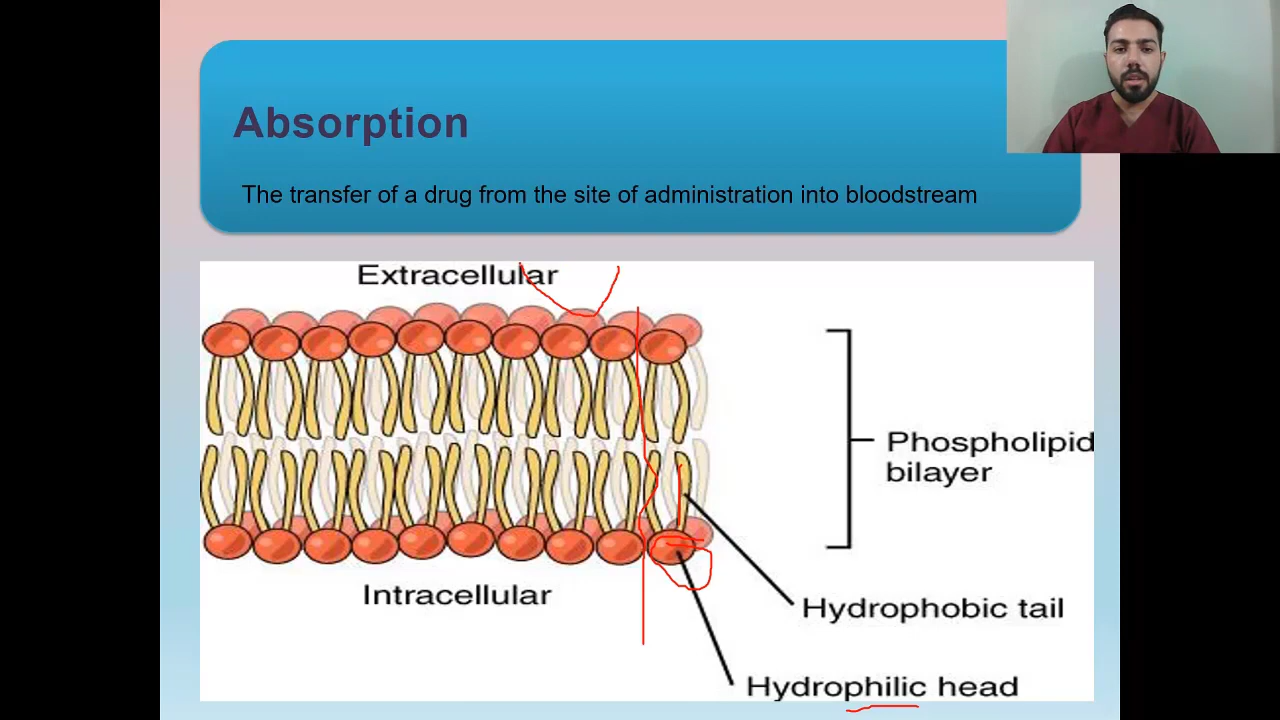 Absorption
The transfer of a drug from the site of administration into bloodstream
Extracellular
Phospholipid
bilayer
Intracellular
Hydrophobic tail
Hydrophilic head